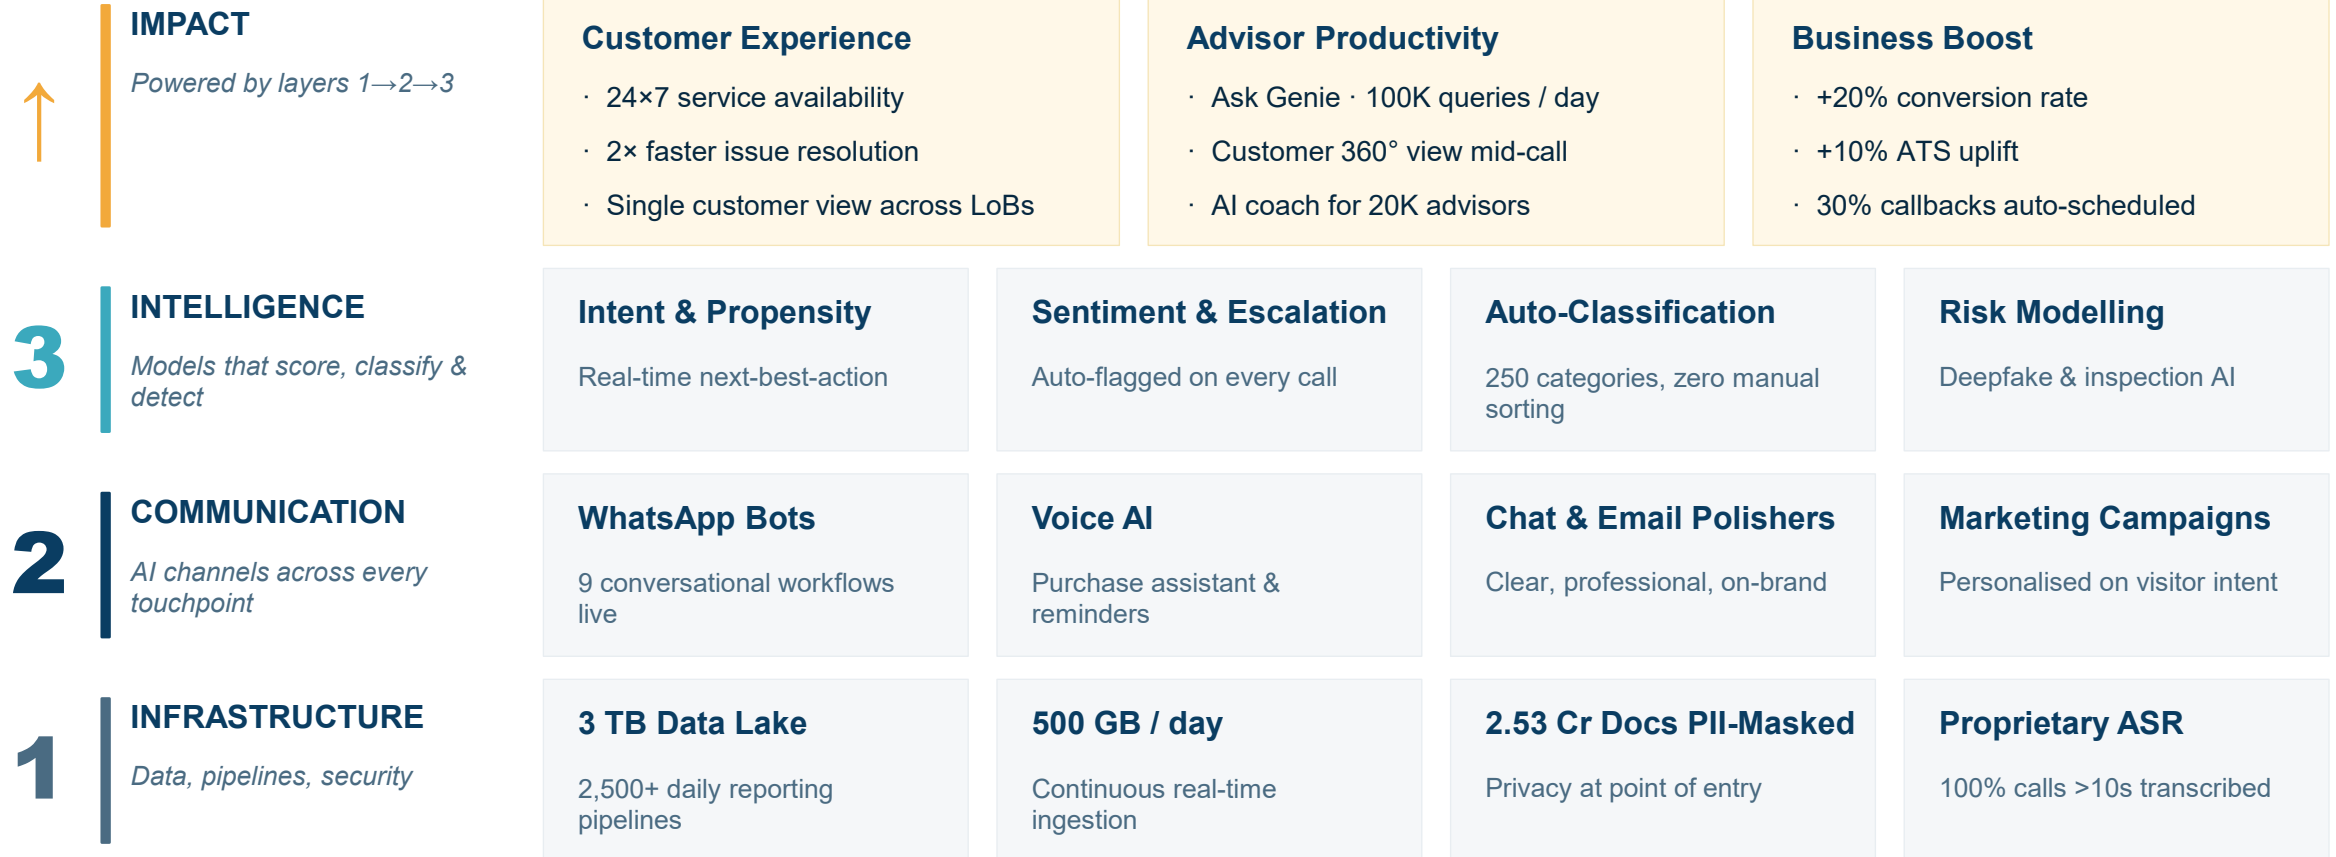 IMPACT
Powered by layers 1→2→3
↑
Customer Experience
· 24×7 service availability
· 2× faster issue resolution
· Single customer view across LoBs
Advisor Productivity
· Ask Genie · 100K queries / day
· Customer 360° view mid-call
· AI coach for 20K advisors
Business Boost
· +20% conversion rate
· +10% ATS uplift
· 30% callbacks auto-scheduled
3
INTELLIGENCE
Models that score, classify &
detect
Intent & Propensity
Real-time next-best-action
Sentiment & Escalation
Auto-flagged on every call
Auto-Classification
250 categories, zero manual
sorting
Risk Modelling
Deepfake & inspection AI
2
COMMUNICATION
AI channels across every
touchpoint
WhatsApp Bots
9 conversational workflows
live
Voice AI
Purchase assistant &
reminders
Chat & Email Polishers
Clear, professional, on-brand
Marketing Campaigns
Personalised on visitor intent
1
INFRASTRUCTURE
Data, pipelines, security
3 TB Data Lake
2,500+ daily reporting
pipelines
500 GB / day
Continuous real-time
ingestion
2.53 Cr Docs PII-Masked
Privacy at point of entry
Proprietary ASR
100% calls >10s transcribed